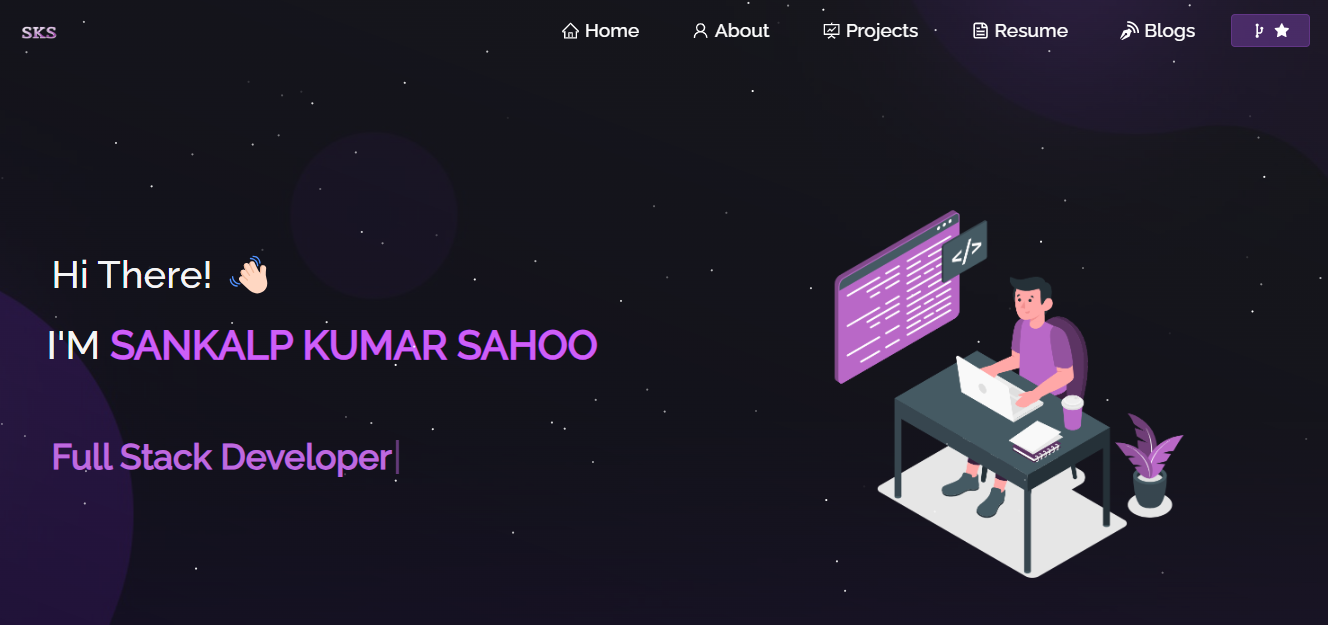 SKS
Home About Projects Resume Blogs
</>
Hi There!
I'M SANKALP KUMAR SAHOO
Full Stack Developer